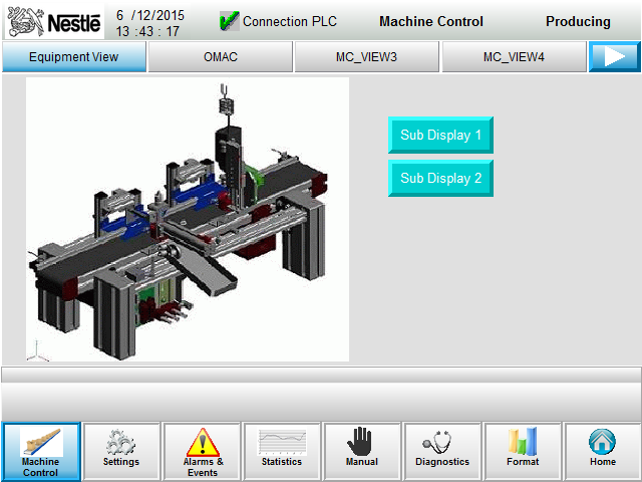 Nestlé
6 /12/2015
13 :43 : 17
Connection PLC
Machine Control
Producing
Equipment View
OMAC
MC_VIEW3
MC_VIEW4
Sub Display 1
Sub Display 2
Machine
Control
Settings
Alarms &
Events
Statistics
Manual
Diagnostics
Format
Home